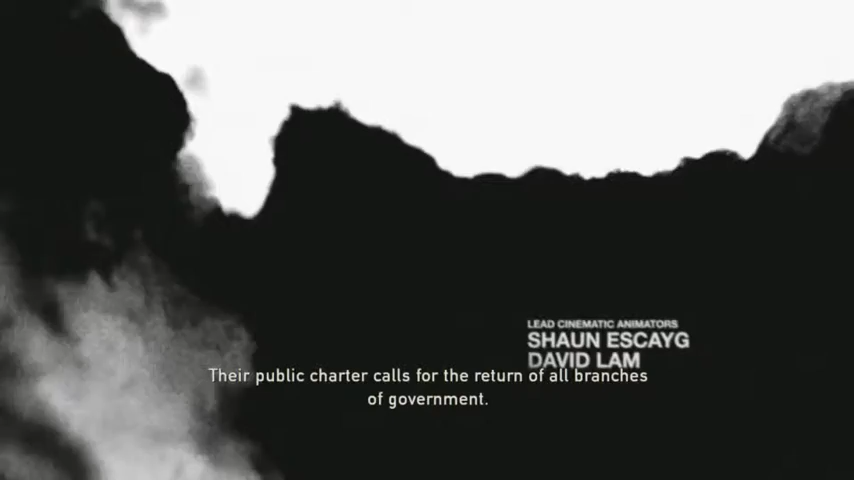 LEAD CINEMATIC ANIMATORS
SHAUN ESCAYG
DAVID LAM
Their public charter calls for the return of all branches
of government.